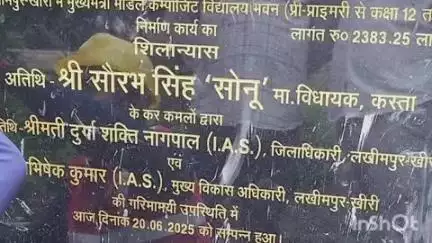 में मुख्यमंत्री मॉडल कम्पोजिट विद्यालय भवन (प्री-प्राइमरी से कक्षा 12 त
निर्माण कार्य का
लागत रु० 2383.25 ला
शिलान्यास
अतिथि - श्री सौरभ सिंह 'सोनू' मा.विधायक, कस्ता
के कर कमलों द्वारा
थि-श्रीमती दुर्गा शक्ति नागपाल (I.A.S.), जिलाधिकारी, लखीमपुर-खीरी
एवं
भिषेक कुमार (I.A.S.), मुख्य विकास अधिकारी, लखीमपुर-खीरी
की गरिमामयी उपस्थिति में
आज दिनांक 20.06.2025 को सम्पन्न हुआ।
InShOt